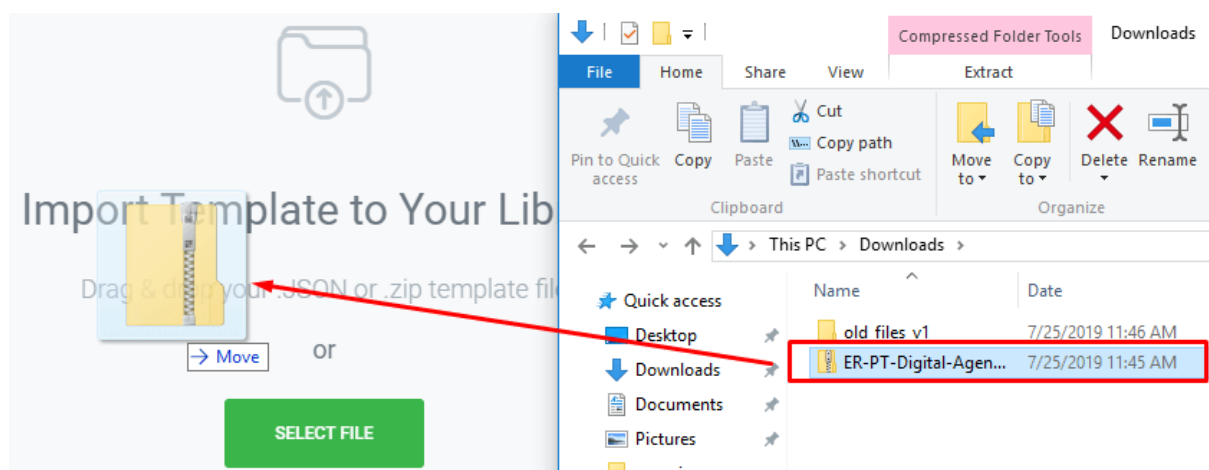 Import Template to Your Lib
Drag & drop your .JSON or .zip template file
Move
or
SELECT FILE
Compressed Folder Tools
Downloads
File
Home
Share
View
Extract
Pin to Quick access
Copy
Paste
Cut
Copy path
Paste shortcut
Move to
Copy to
Delete
Rename
Clipboard
Organize
This PC > Downloads >
Quick access
Desktop
Downloads
Documents
Pictures
Name
Date
old_files_v1
7/25/2019 11:46 AM
ER-PT-Digital-Agen...
7/25/2019 11:45 AM